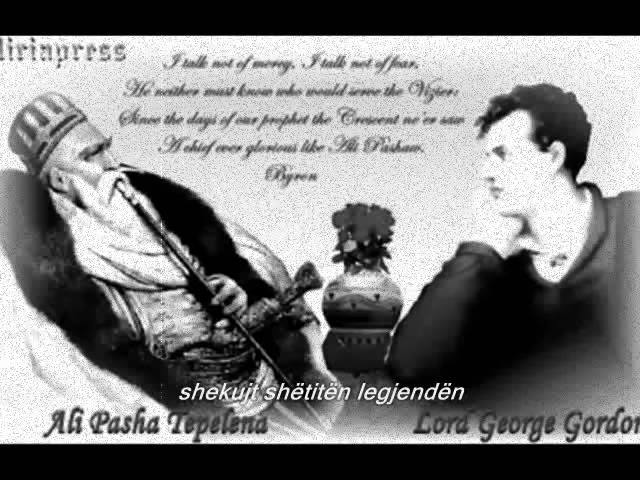 liriapress
I talk not of mercy, I talk not of fear,
He neither must know who would serve the Vizier:
Since the days of our prophet the Crescent ne'er saw
A chief ever glorious like Ali Pashaw.
Byron
shekujt shëtitën legjendën
Ali Pasha Tepelena
Lord George Gordon